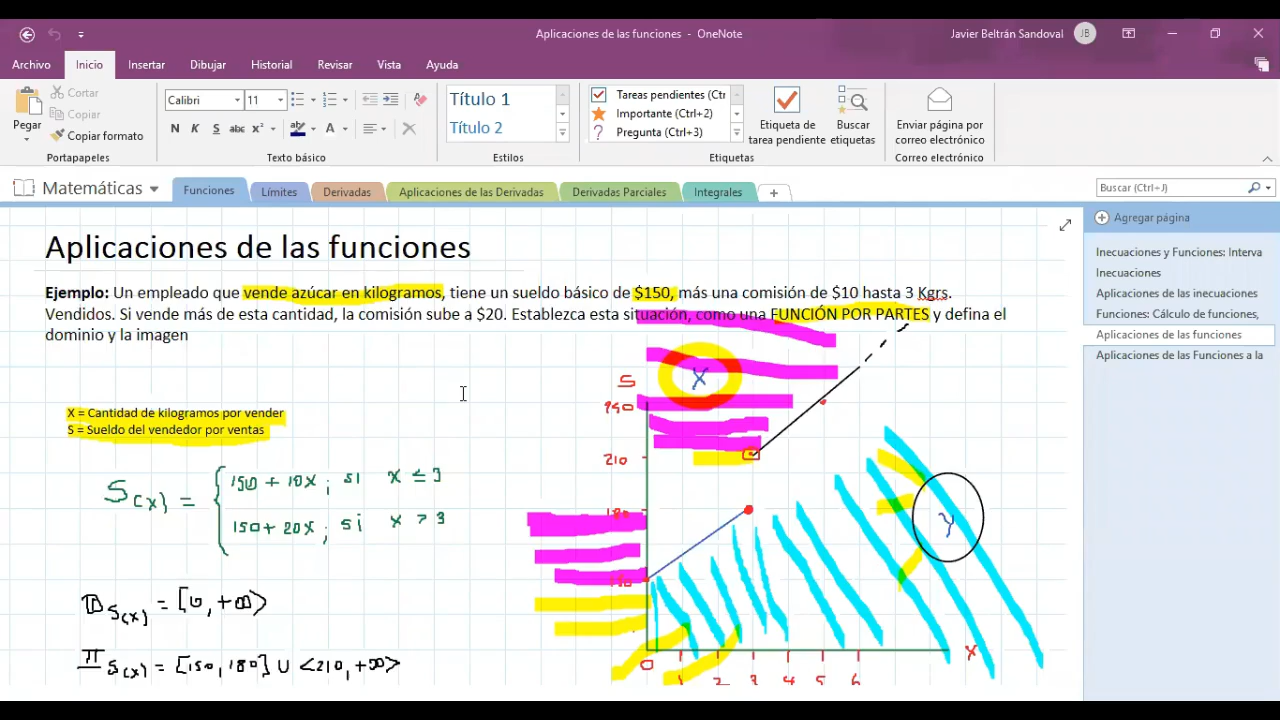 Aplicaciones de las funciones - OneNote
Javier Beltrán Sandoval
JB
Archivo Inicio Insertar Dibujar Historial Revisar Vista Ayuda
Pegar
Cortar
Copiar
Copiar formato
Portapapeles
Calibri 11
N K S abc x²
A
Texto básico
Título 1
Título 2
Estilos
Tareas pendientes (Ctr
Importante (Ctrl+2)
Pregunta (Ctrl+3)
Etiqueta de
tarea pendiente
Buscar
etiquetas
Etiquetas
Enviar página por
correo electrónico
Correo electrónico
Matemáticas
Funciones Límites Derivadas Aplicaciones de las Derivadas Derivadas Parciales Integrales +
Buscar (Ctrl+J)
Agregar página
Inecuaciones y Funciones: Interva
Inecuaciones
Aplicaciones de las inecuaciones
Funciones: Cálculo de funciones,
Aplicaciones de las funciones
Aplicaciones de las Funciones a la
Aplicaciones de las funciones
Ejemplo: Un empleado que vende azúcar en kilogramos, tiene un sueldo básico de $150, más una comisión de $10 hasta 3 Kgrs.
Vendidos. Si vende más de esta cantidad, la comisión sube a $20. Establezca esta situación, como una FUNCIÓN POR PARTES y defina el
dominio y la imagen
X = Cantidad de kilogramos por vender
S = Sueldo del vendedor por ventas
S(x) = { 150 + 10x ; si x ≤ 3
150 + 20x ; si x > 3
D S(x) = [0, +∞>
I S(x) = [150, 180] ∪ <210, +∞>
S
X
210
180
150
Y
X
0 1 2 3 4 5 6